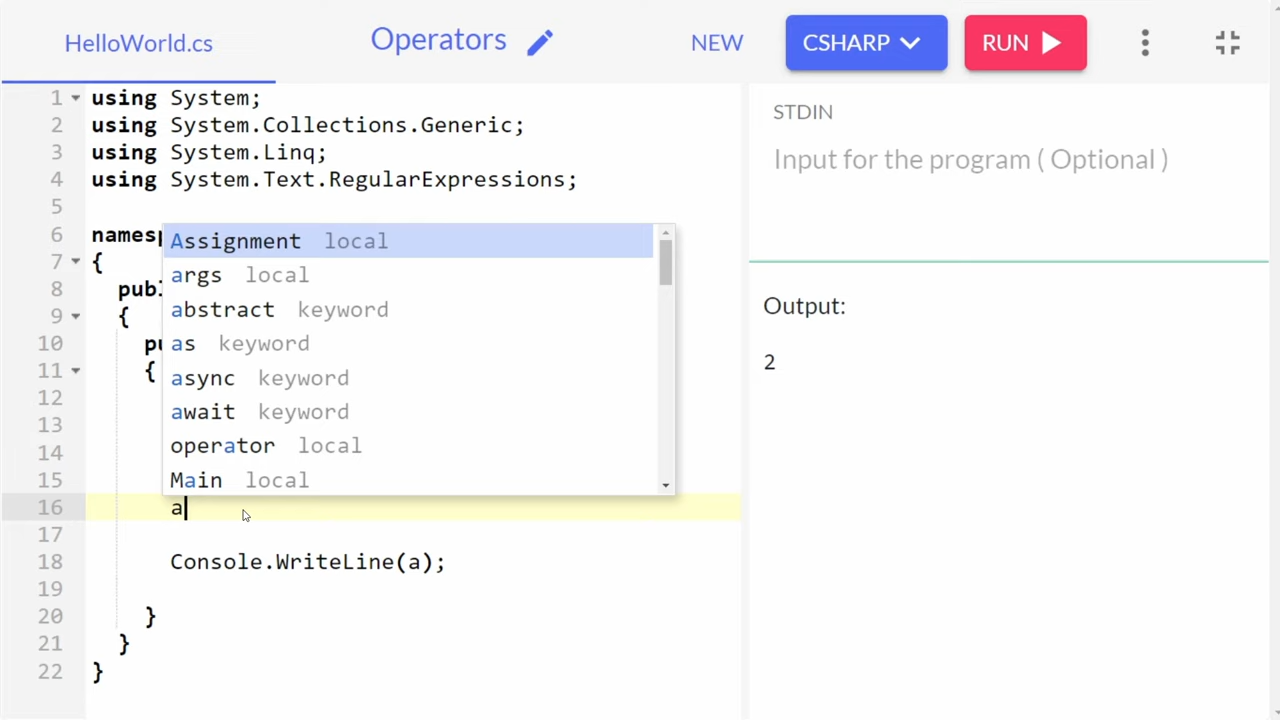 HelloWorld.cs
Operators
NEW
CSHARP
RUN
1 using System;
2 using System.Collections.Generic;
3 using System.Linq;
4 using System.Text.RegularExpressions;
5
6 namesp
7 {
8 publ
9 {
10 pu
11 {
12
13
14
15
16 a
17
18 Console.WriteLine(a);
19
20 }
21 }
22 }
Assignment local
args local
abstract keyword
as keyword
async keyword
await keyword
operator local
Main local
STDIN
Input for the program ( Optional )
Output:
2